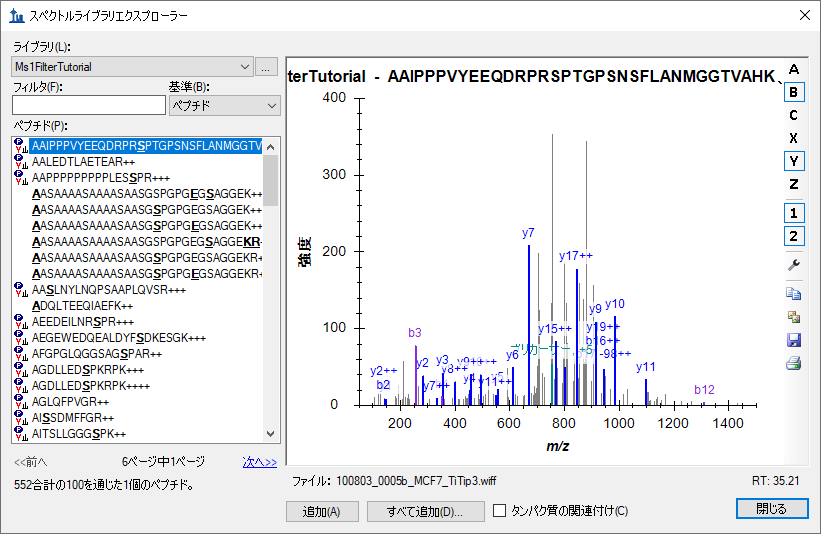 スペクトルライブラリエクスプローラー
ライブラリ(L):
Ms1FilterTutorial
...
フィルタ(F):
基準(B):
ペプチド
ペプチド(P):
AAIPPPVYEEQDRPRSPTGPSNSFLANMGGTV
AALEDTLAETEAR++
AAPPPPPPPPPLESSPR+++
AASAAAASAAAASAASGSPGPGEGSAGGEK++
AASAAAASAAAASAASGSPGPGEGSAGGEK++
AASAAAASAAAASAASGSPGPGEGSAGGEK++
AASAAAASAAAASAASGSPGPGEGSAGGEKR-
AASAAAASAAAASAASGSPGPGEGSAGGEKR-
AASAAAASAAAASAASGSPGPGEGSAGGEKR-
AASLNYLNQPSAAPLQVSR+++
ADQLTEEQIAEFK++
AEEDEILNRSPR++
AEGEWEDQEALDYFSDKESGK+++
AFGPGLQGGSAGSPAR++
AGDLLEDSPKRPK+++
AGDLLEDSPKRPK++++
AGLQFPVGR++
AISSDMFFGR++
AITSLLGGGSPK++
<<前へ
6ページ中1ページ
次へ>>
552合計の100を通じた1個のペプチド。
terTutorial - AAIPPPVYEEQDRPRSPTGPSNSFLANMGGTVAHK、
400
300
200
100
0
強度
200
400
600
800
1000
1200
1400
m/z
y7
y17++
y9
y10
y15++
y19++
b16++
-98++
b3
y6
y2++
b2
y2
y3
y8++
y7++
y11++
y11
b12
A
B
C
X
Y
Z
1
2
ファイル: 100803_0005b_MCF7_TiTip3.wiff
RT: 35.21
追加(A)
すべて追加(D)...
タンパク質の関連付け(C)
閉じる